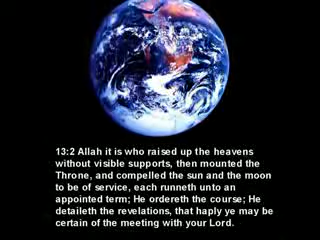 13:2 Allah it is who raised up the heavens
without visible supports, then mounted the
Throne, and compelled the sun and the moon
to be of service, each runneth unto an
appointed term; He ordereth the course; He
detaileth the revelations, that haply ye may be
certain of the meeting with your Lord.